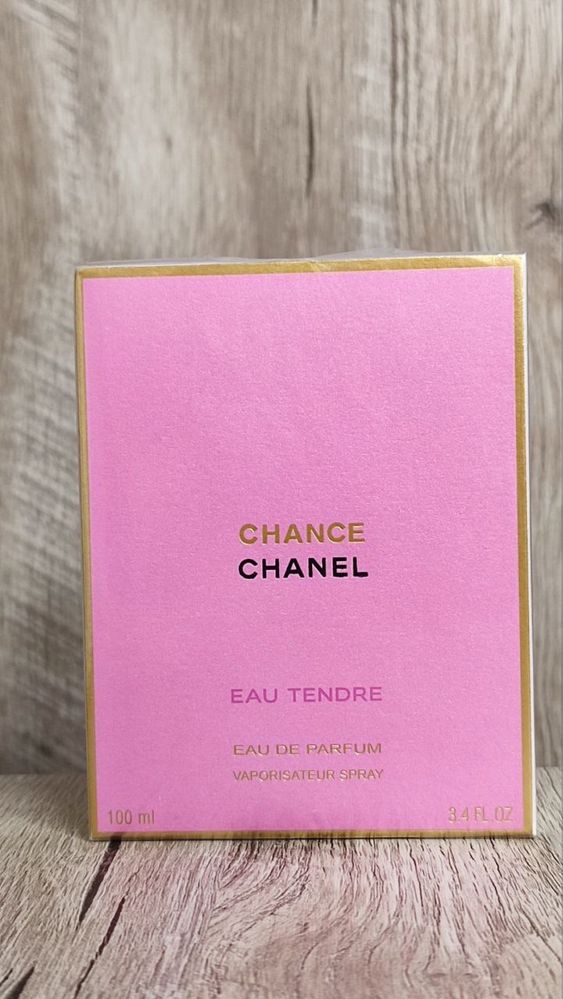 CHANCE
CHANEL
EAU TENDRE
EAU DE PARFUM
VAPORISATEUR SPRAY
100 ml 3.4 FL.OZ.